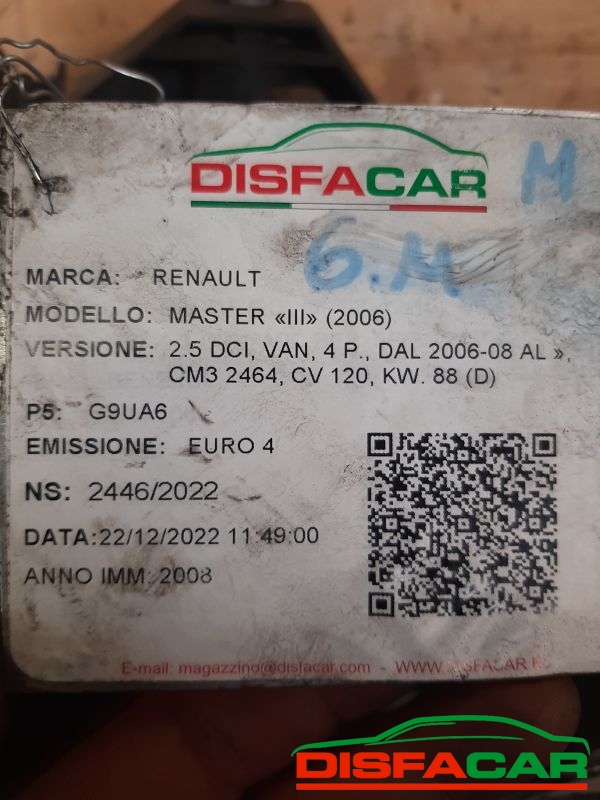 DISFACAR
M
6.M
MARCA: RENAULT
MODELLO: MASTER «III» (2006)
VERSIONE: 2.5 DCI, VAN, 4 P., DAL 2006-08 AL »,
CM3 2464, CV 120, KW. 88 (D)
P5: G9UA6
EMISSIONE: EURO 4
NS: 2446/2022
DATA:22/12/2022 11:49:00
ANNO IMM: 2008
E-mail: magazzino@disfacar.com - WWW.DISFACAR.
DISFACAR